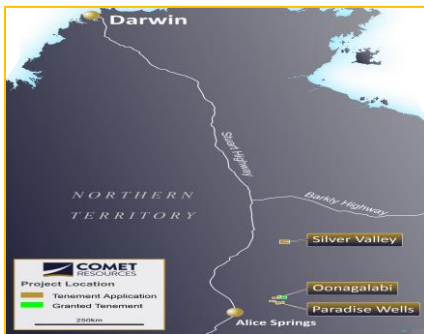 Darwin
Stuart Highway
Barkly Highway
NORTHERN
TERRITORY
Silver Valley
Oonagalabi
Paradise Wells
Alice Springs
COMET
RESOURCES
Project Location
Tenement Application
Granted Tenement
250km